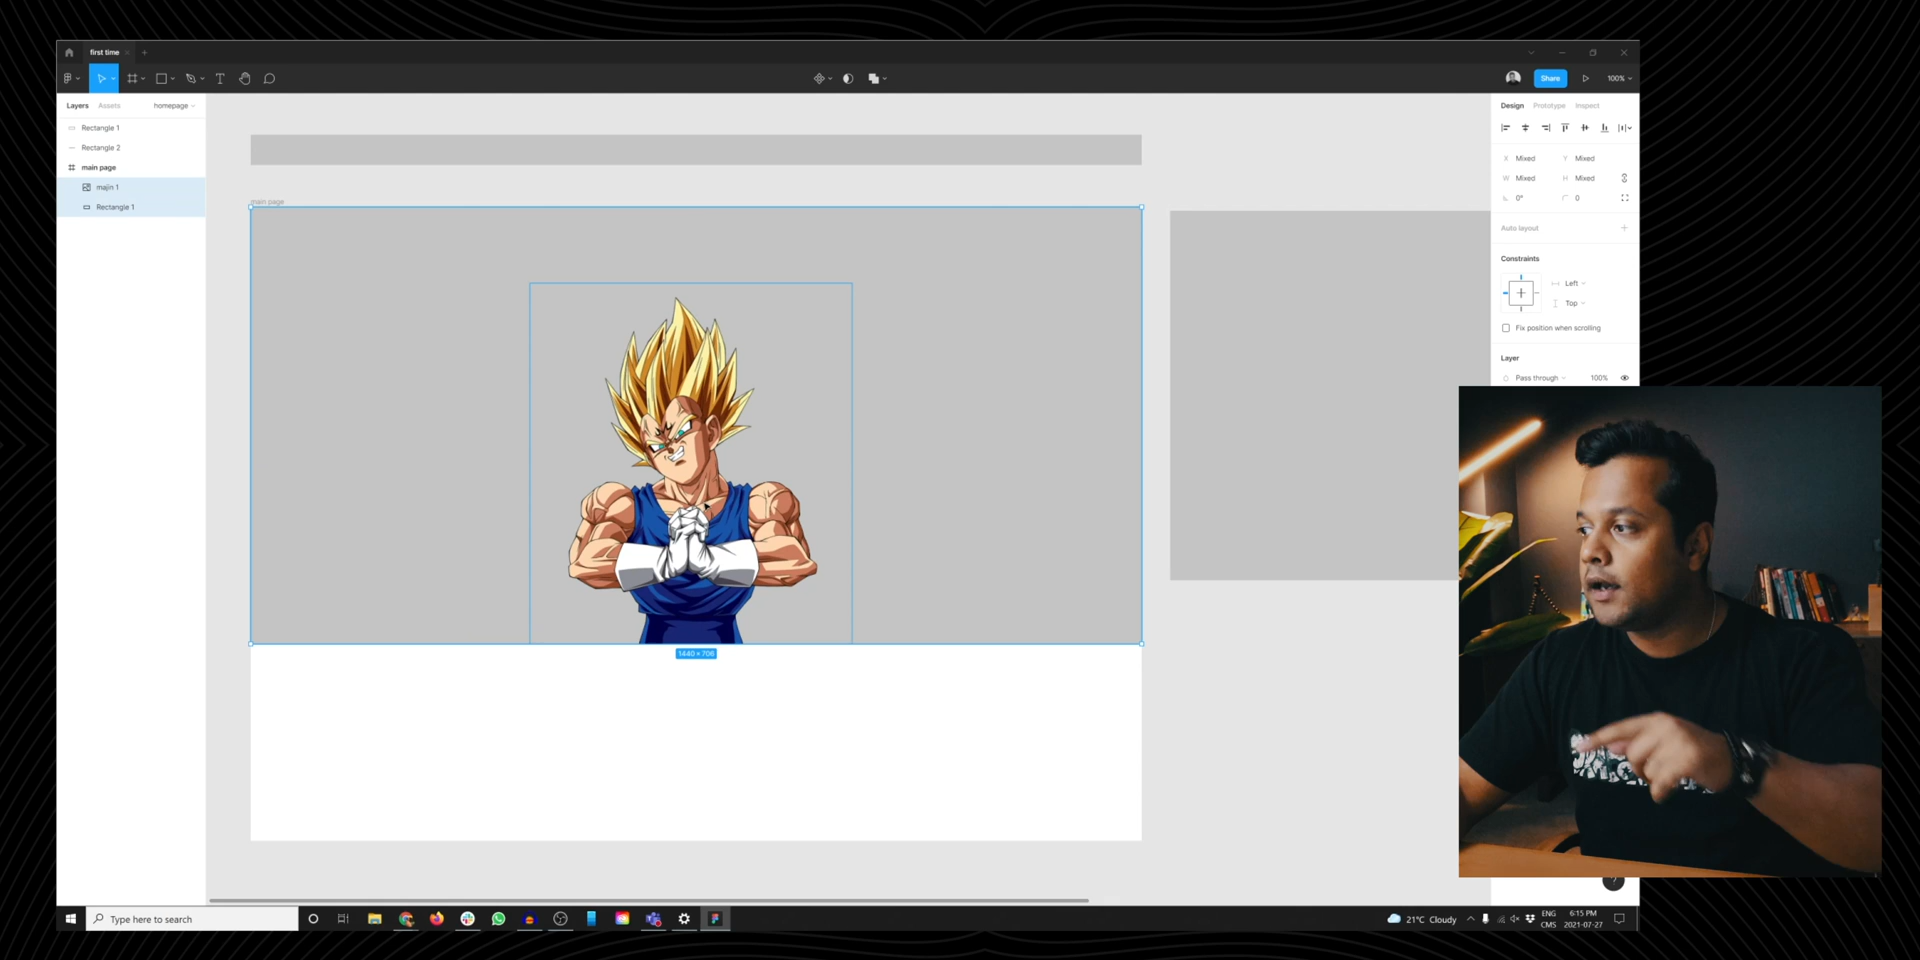 first time
Share
100%
Layers
Assets
homepage
Design
Prototype
Inspect
Rectangle 1
Rectangle 2
main page
majin 1
Rectangle 1
main page
X Mixed Y Mixed
W Mixed H Mixed
0° 0
Auto layout
Constraints
Left
Top
Fix position when scrolling
Layer
Pass through 100%
1440 × 706
Type here to search
21°C Cloudy
ENG
CMS
6:15 PM
2021-07-27